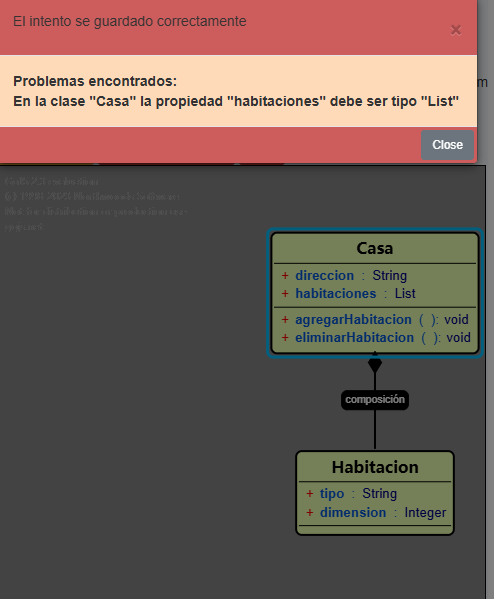 El intento se guardado correctamente
×
Problemas encontrados:
En la clase "Casa" la propiedad "habitaciones" debe ser tipo "List"
Close
Casa
+ direccion : String
+ habitaciones : List
+ agregarHabitacion ( ): void
+ eliminarHabitacion ( ): void
composición
Habitacion
+ tipo : String
+ dimension : Integer